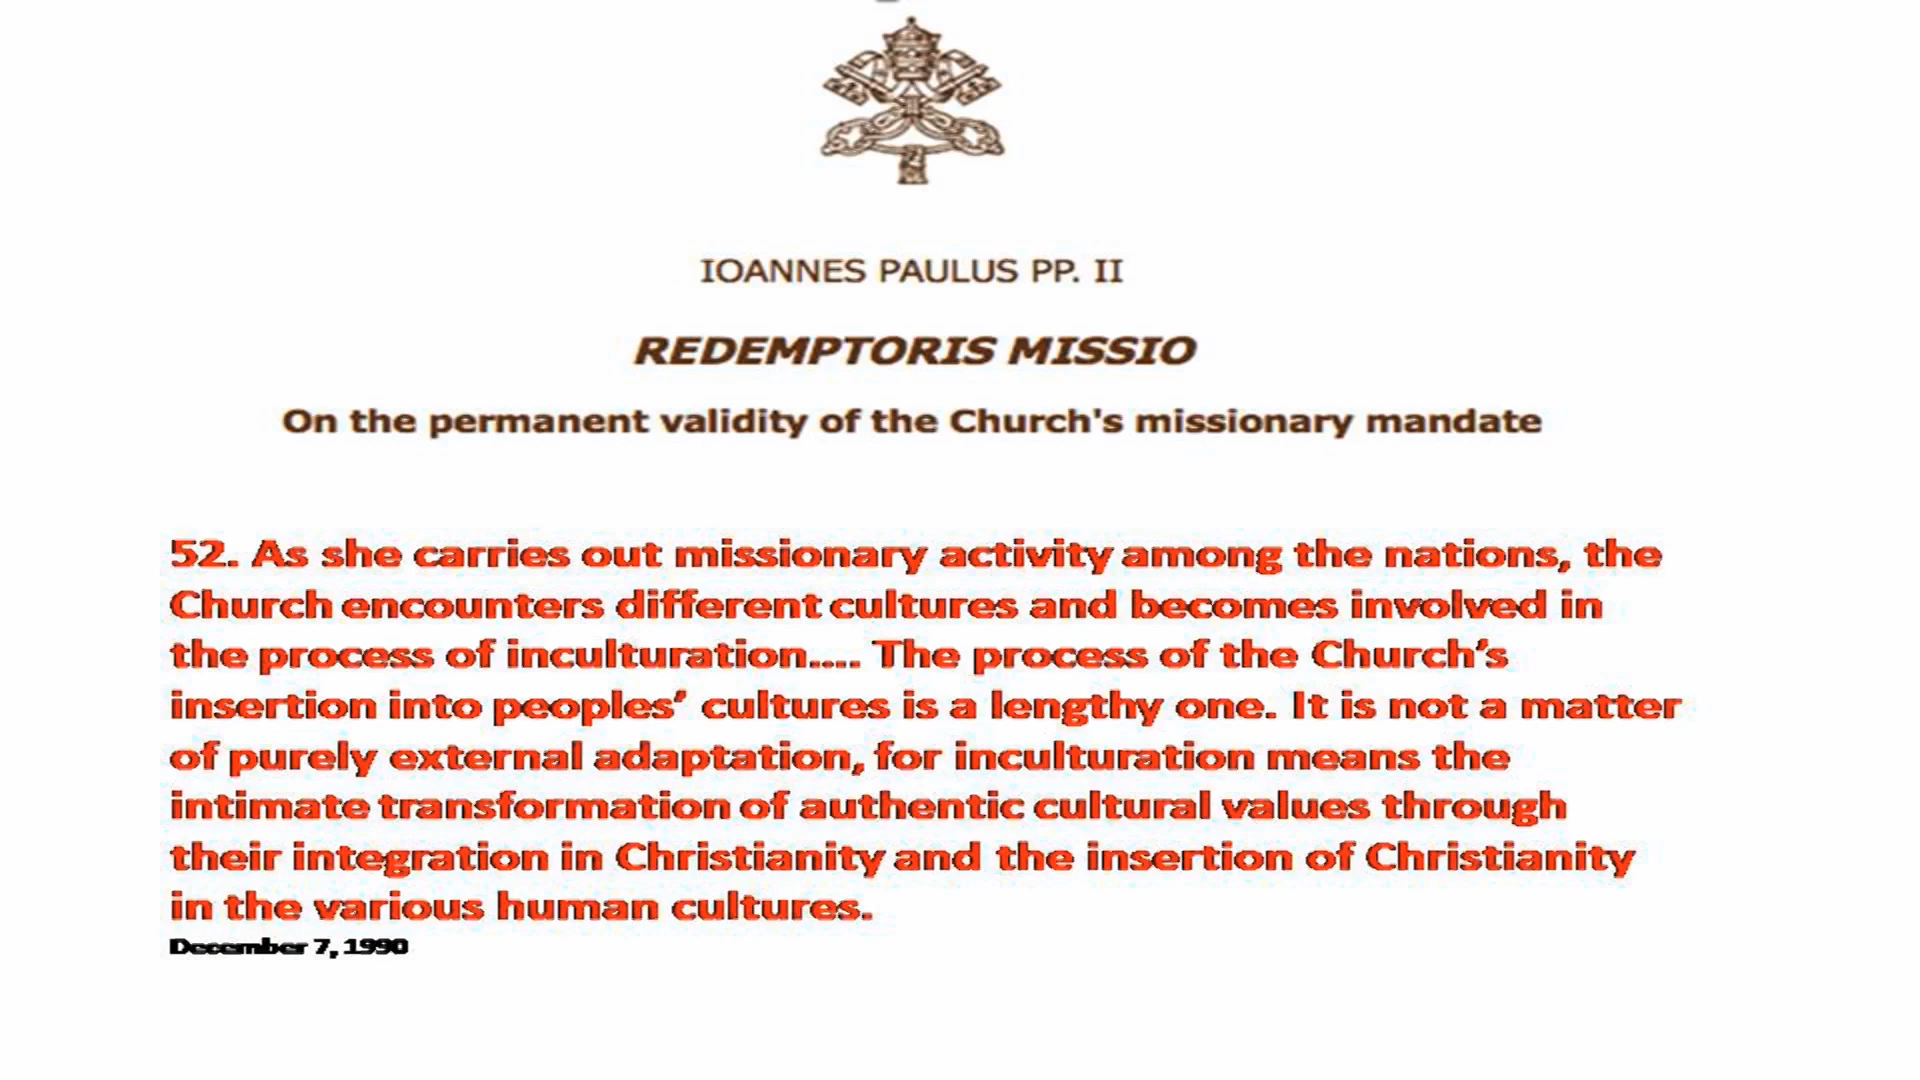 IOANNES PAULUS PP. II
REDEMPTORIS MISSIO
On the permanent validity of the Church's missionary mandate
52. As she carries out missionary activity among the nations, the
Church encounters different cultures and becomes involved in
the process of inculturation.... The process of the Church’s
insertion into peoples’ cultures is a lengthy one. It is not a matter
of purely external adaptation, for inculturation means the
intimate transformation of authentic cultural values through
their integration in Christianity and the insertion of Christianity
in the various human cultures.
December 7, 1990